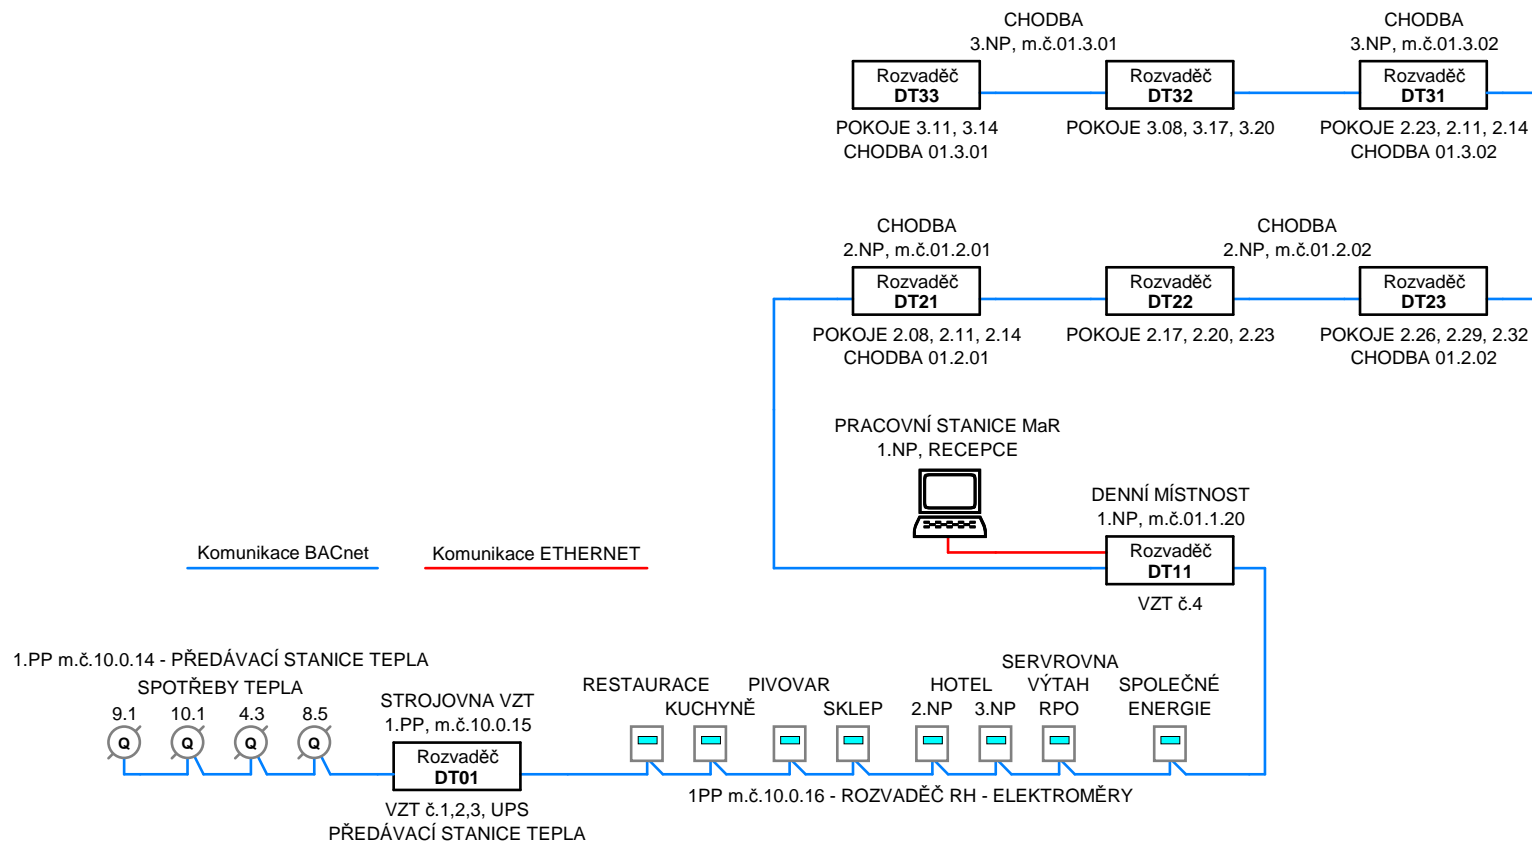 CHODBA
3.NP, m.č.01.3.01
CHODBA
3.NP, m.č.01.3.02
Rozvaděč
DT33
Rozvaděč
DT32
Rozvaděč
DT31
POKOJE 3.11, 3.14
CHODBA 01.3.01
POKOJE 3.08, 3.17, 3.20
POKOJE 2.23, 2.11, 2.14
CHODBA 01.3.02
CHODBA
2.NP, m.č.01.2.01
CHODBA
2.NP, m.č.01.2.02
Rozvaděč
DT21
Rozvaděč
DT22
Rozvaděč
DT23
POKOJE 2.08, 2.11, 2.14
CHODBA 01.2.01
POKOJE 2.17, 2.20, 2.23
POKOJE 2.26, 2.29, 2.32
CHODBA 01.2.02
PRACOVNÍ STANICE MaR
1.NP, RECEPCE
DENNÍ MÍSTNOST
1.NP, m.č.01.1.20
Rozvaděč
DT11
VZT č.4
Komunikace BACnet
Komunikace ETHERNET
1.PP m.č.10.0.14 - PŘEDÁVACÍ STANICE TEPLA
SPOTŘEBY TEPLA
9.1
10.1
4.3
8.5
Q
Q
Q
Q
STROJOVNA VZT
1.PP, m.č.10.0.15
Rozvaděč
DT01
VZT č.1,2,3, UPS
PŘEDÁVACÍ STANICE TEPLA
RESTAURACE
KUCHYNĚ
PIVOVAR
SKLEP
HOTEL
2.NP
3.NP
SERVROVNA
VÝTAH
RPO
SPOLEČNÉ
ENERGIE
1PP m.č.10.0.16 - ROZVADĚČ RH - ELEKTROMĚRY